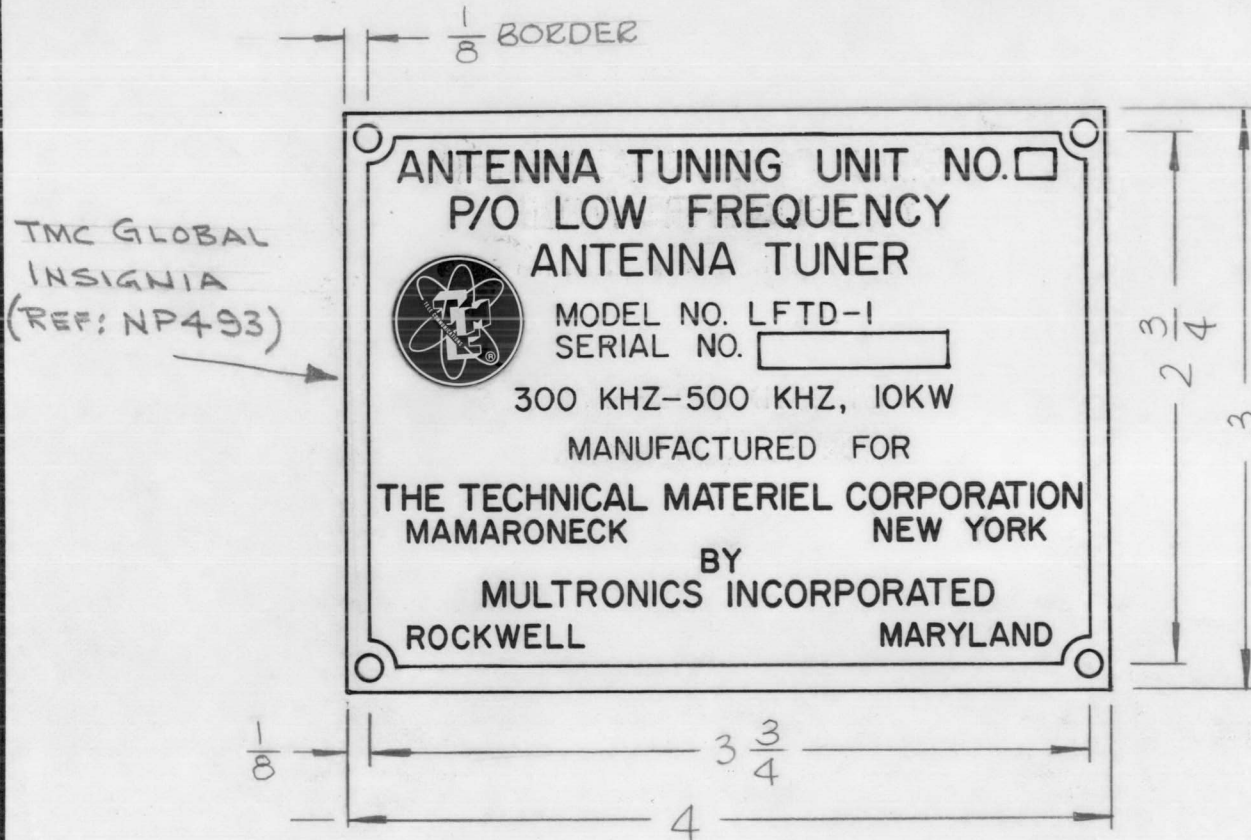 1/8 BORDER
ANTENNA TUNING UNIT NO.
P/O LOW FREQUENCY
ANTENNA TUNER
TMC GLOBAL
INSIGNIA
(REF: NP493)
TMC
®
MODEL NO. LFTD-1
SERIAL NO.
300 KHZ-500 KHZ, 10KW
MANUFACTURED FOR
THE TECHNICAL MATERIEL CORPORATION
MAMARONECK NEW YORK
BY
MULTRONICS INCORPORATED
ROCKWELL MARYLAND
2 3/4
3
1/8
3 3/4
4